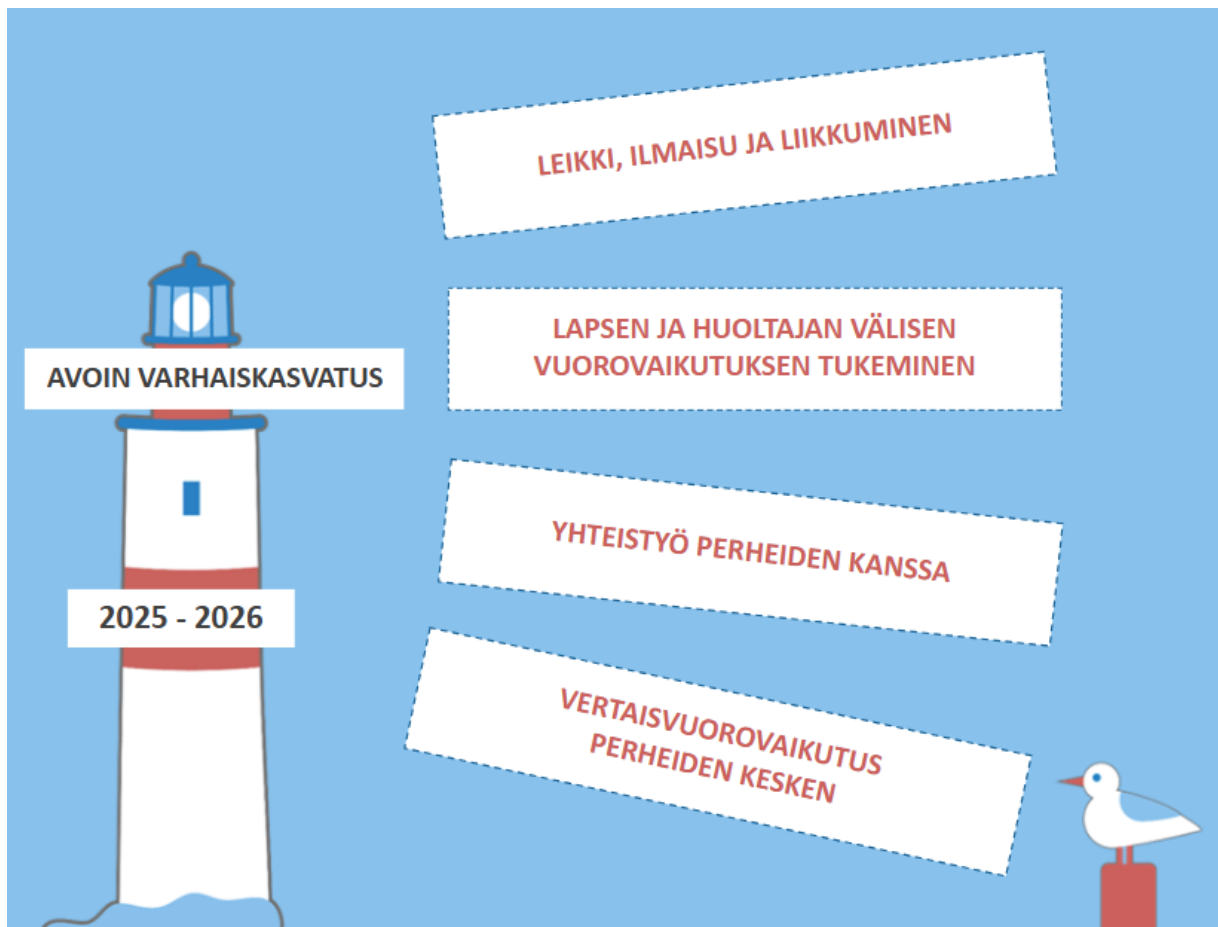 LEIKKI, ILMAISU JA LIIKKUMINEN
LAPSEN JA HUOLTAJAN VÄLISEN
VUOROVAIKUTUKSEN TUKEMINEN
AVOIN VARHAISKASVATUS
YHTEISTYÖ PERHEIDEN KANSSA
2025 - 2026
VERTAISVUOROVAIKUTUS
PERHEIDEN KESKEN